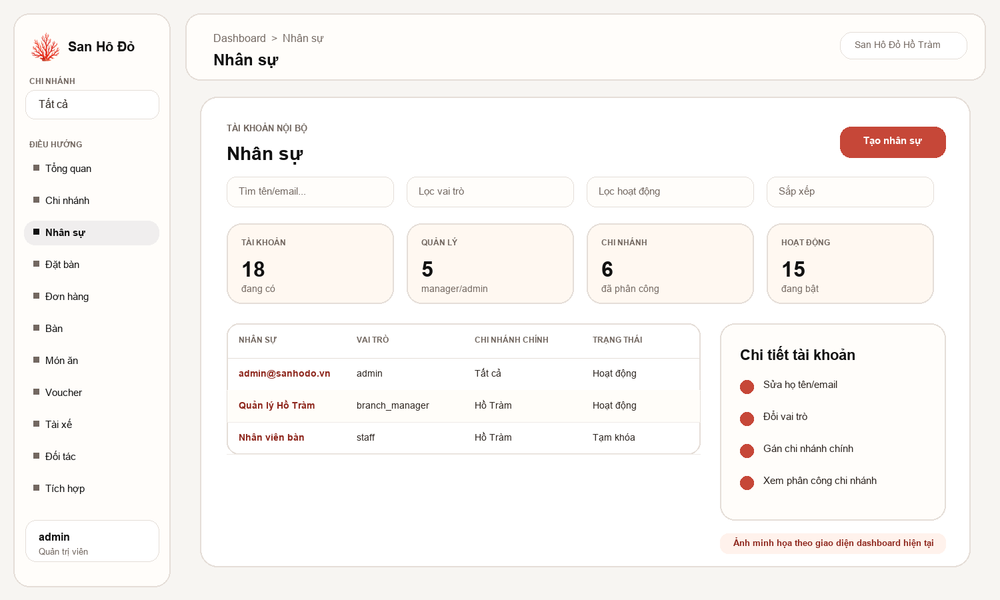 San Hô Đỏ
CHI NHÁNH
Tất cả
ĐIỀU HƯỚNG
Tổng quan
Chi nhánh
Nhân sự
Đặt bàn
Đơn hàng
Bàn
Món ăn
Voucher
Tài xế
Đối tác
Tích hợp
admin
Quản trị viên
Dashboard > Nhân sự
Nhân sự
San Hô Đỏ Hồ Tràm
TÀI KHOẢN NỘI BỘ
Nhân sự
Tạo nhân sự
Tìm tên/email...
Lọc vai trò
Lọc hoạt động
Sắp xếp
TÀI KHOẢN
18
đang có
QUẢN LÝ
5
manager/admin
CHI NHÁNH
6
đã phân công
HOẠT ĐỘNG
15
đang bật
NHÂN SỰ VAI TRÒ CHI NHÁNH CHÍNH TRẠNG THÁI
admin@sanhodo.vn admin Tất cả Hoạt động
Quản lý Hồ Tràm branch_manager Hồ Tràm Hoạt động
Nhân viên bàn staff Hồ Tràm Tạm khóa
Chi tiết tài khoản
Sửa họ tên/email
Đổi vai trò
Gán chi nhánh chính
Xem phân công chi nhánh
Ảnh minh họa theo giao diện dashboard hiện tại